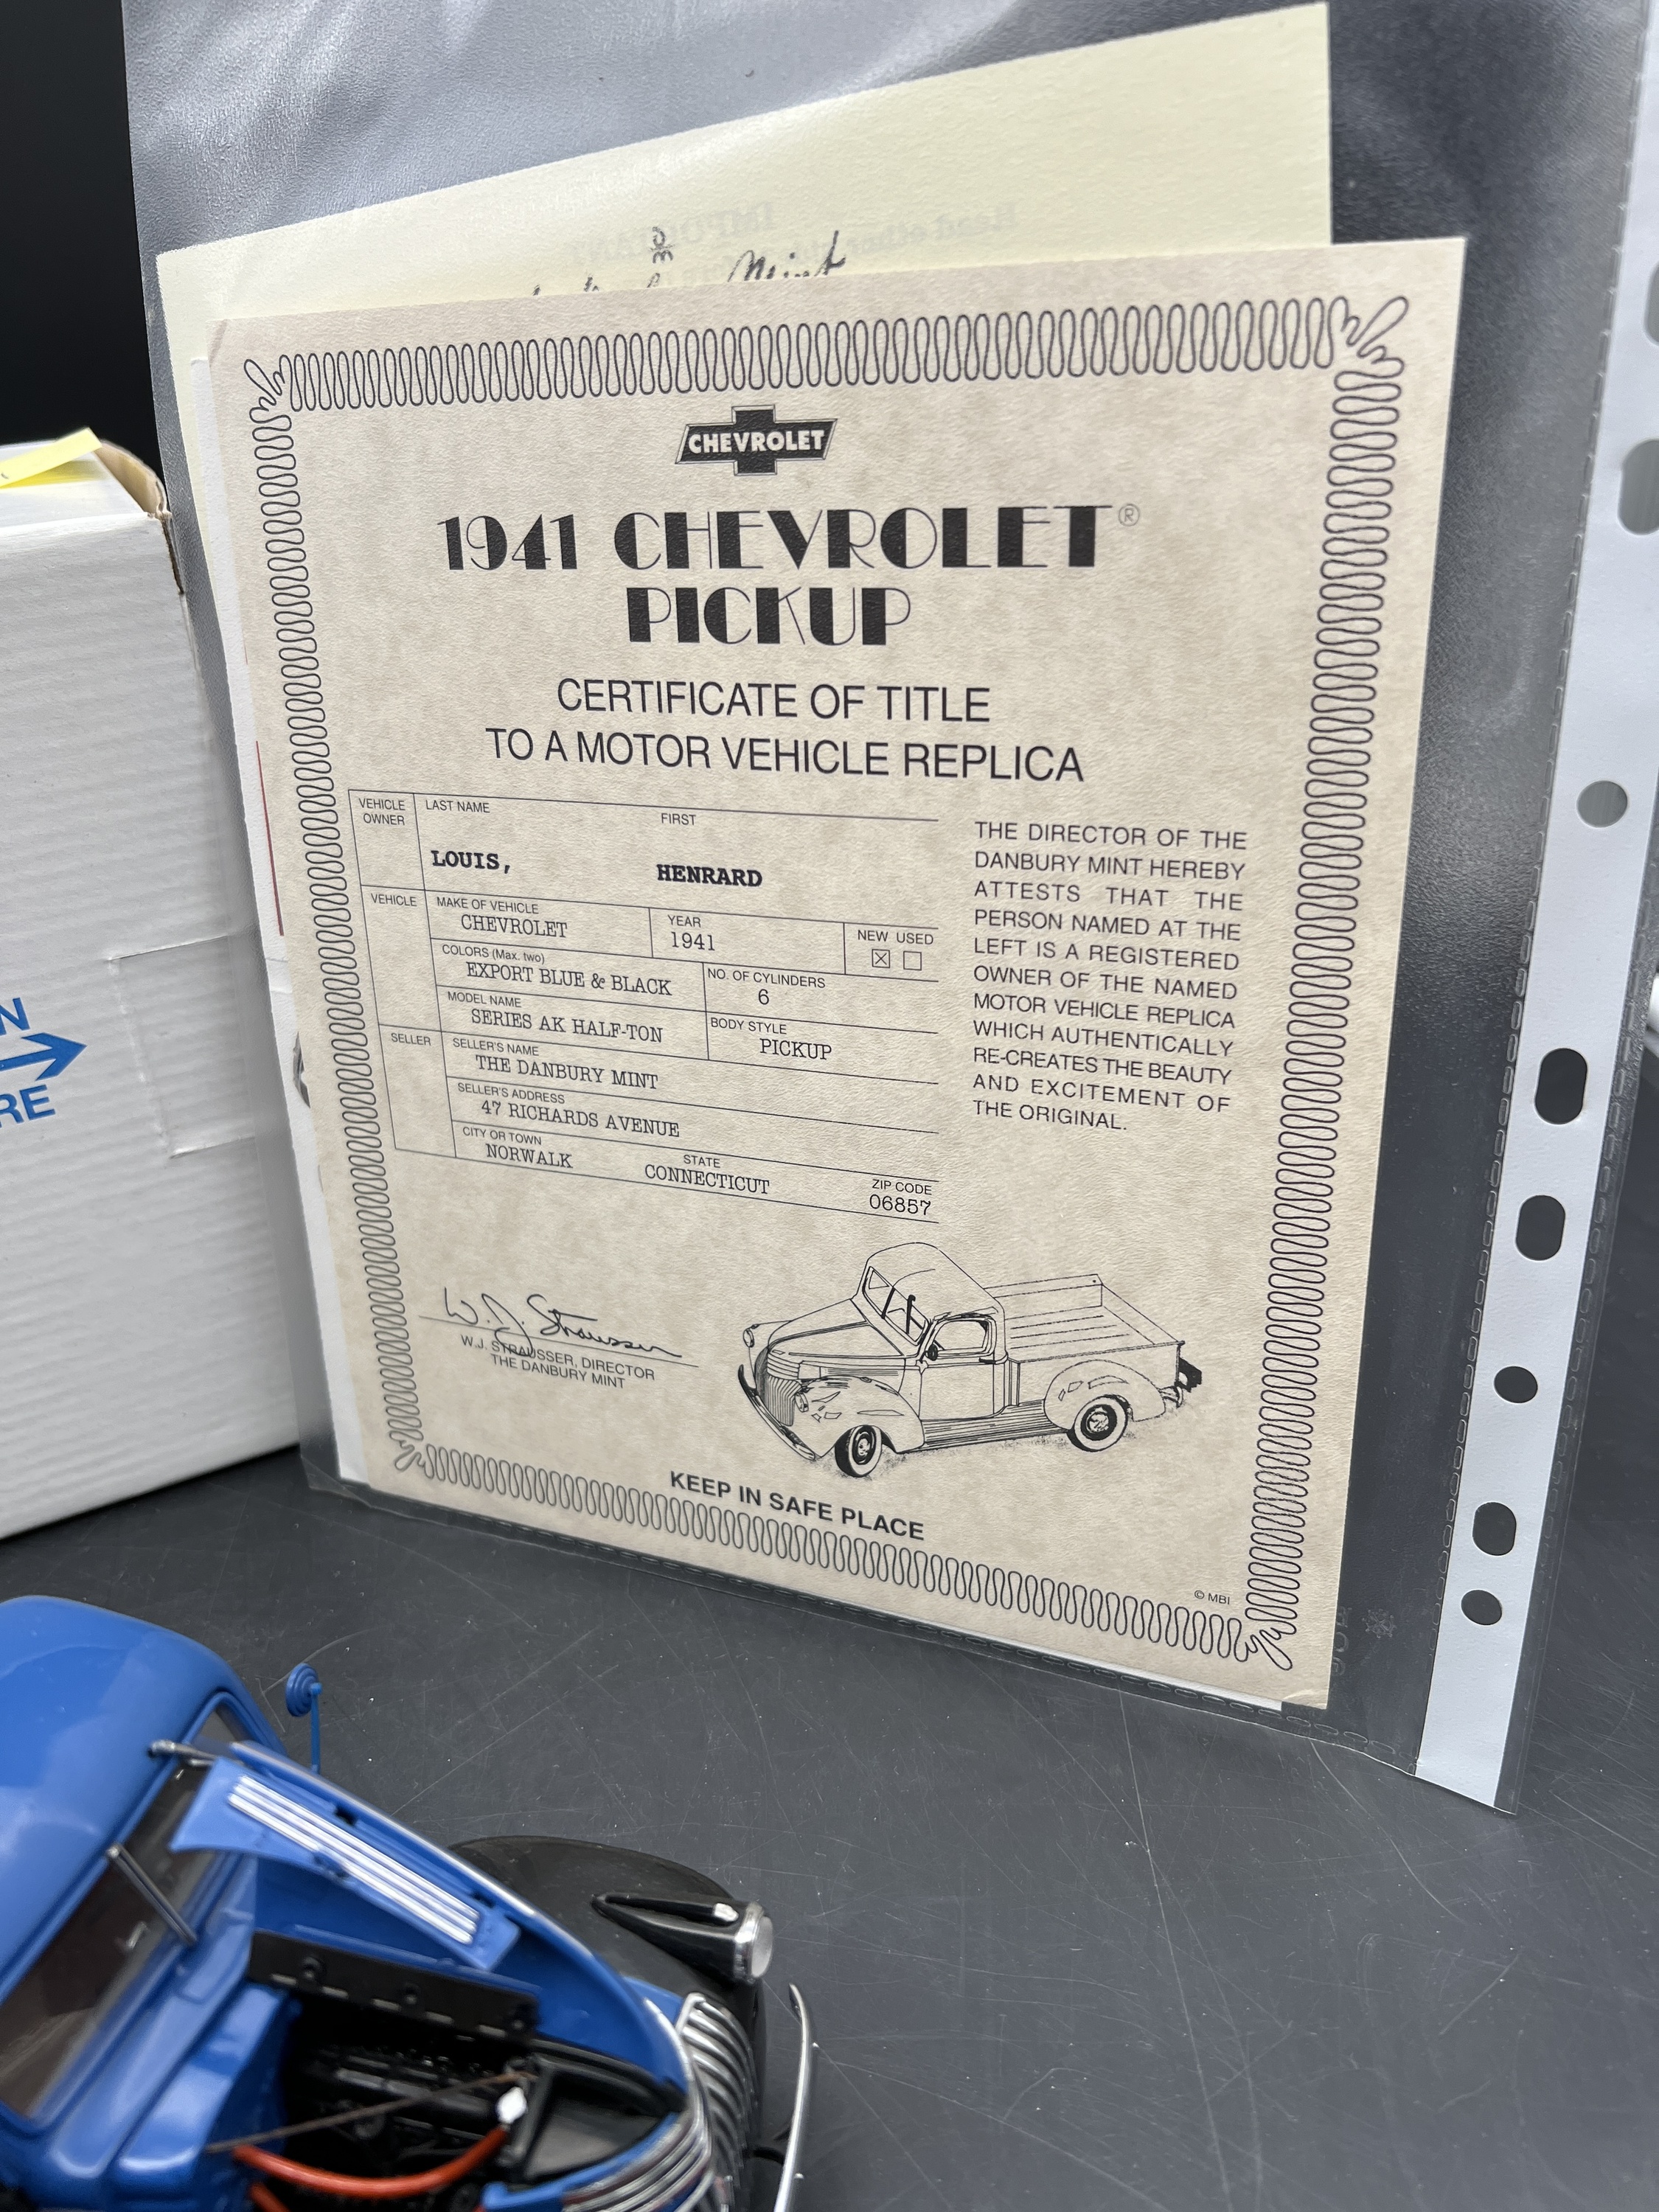 Mint
CHEVROLET
1941 CHEVROLET®
PICKUP
CERTIFICATE OF TITLE
TO A MOTOR VEHICLE REPLICA
VEHICLE OWNER LAST NAME FIRST
LOUIS, HENRARD
VEHICLE MAKE OF VEHICLE YEAR NEW USED
CHEVROLET 1941 ☒ ☐
COLORS (Max. two) NO. OF CYLINDERS
EXPORT BLUE & BLACK 6
MODEL NAME BODY STYLE
SERIES AK HALF-TON PICKUP
SELLER SELLER'S NAME
THE DANBURY MINT
SELLER'S ADDRESS
47 RICHARDS AVENUE
CITY OR TOWN STATE ZIP CODE
NORWALK CONNECTICUT 06857
THE DIRECTOR OF THE
DANBURY MINT HEREBY
ATTESTS THAT THE
PERSON NAMED AT THE
LEFT IS A REGISTERED
OWNER OF THE NAMED
MOTOR VEHICLE REPLICA
WHICH AUTHENTICALLY
RE-CREATES THE BEAUTY
AND EXCITEMENT OF
THE ORIGINAL.
W.J. Strausser
W.J. STRAUSSER, DIRECTOR
THE DANBURY MINT
KEEP IN SAFE PLACE
© MBI
N
RE